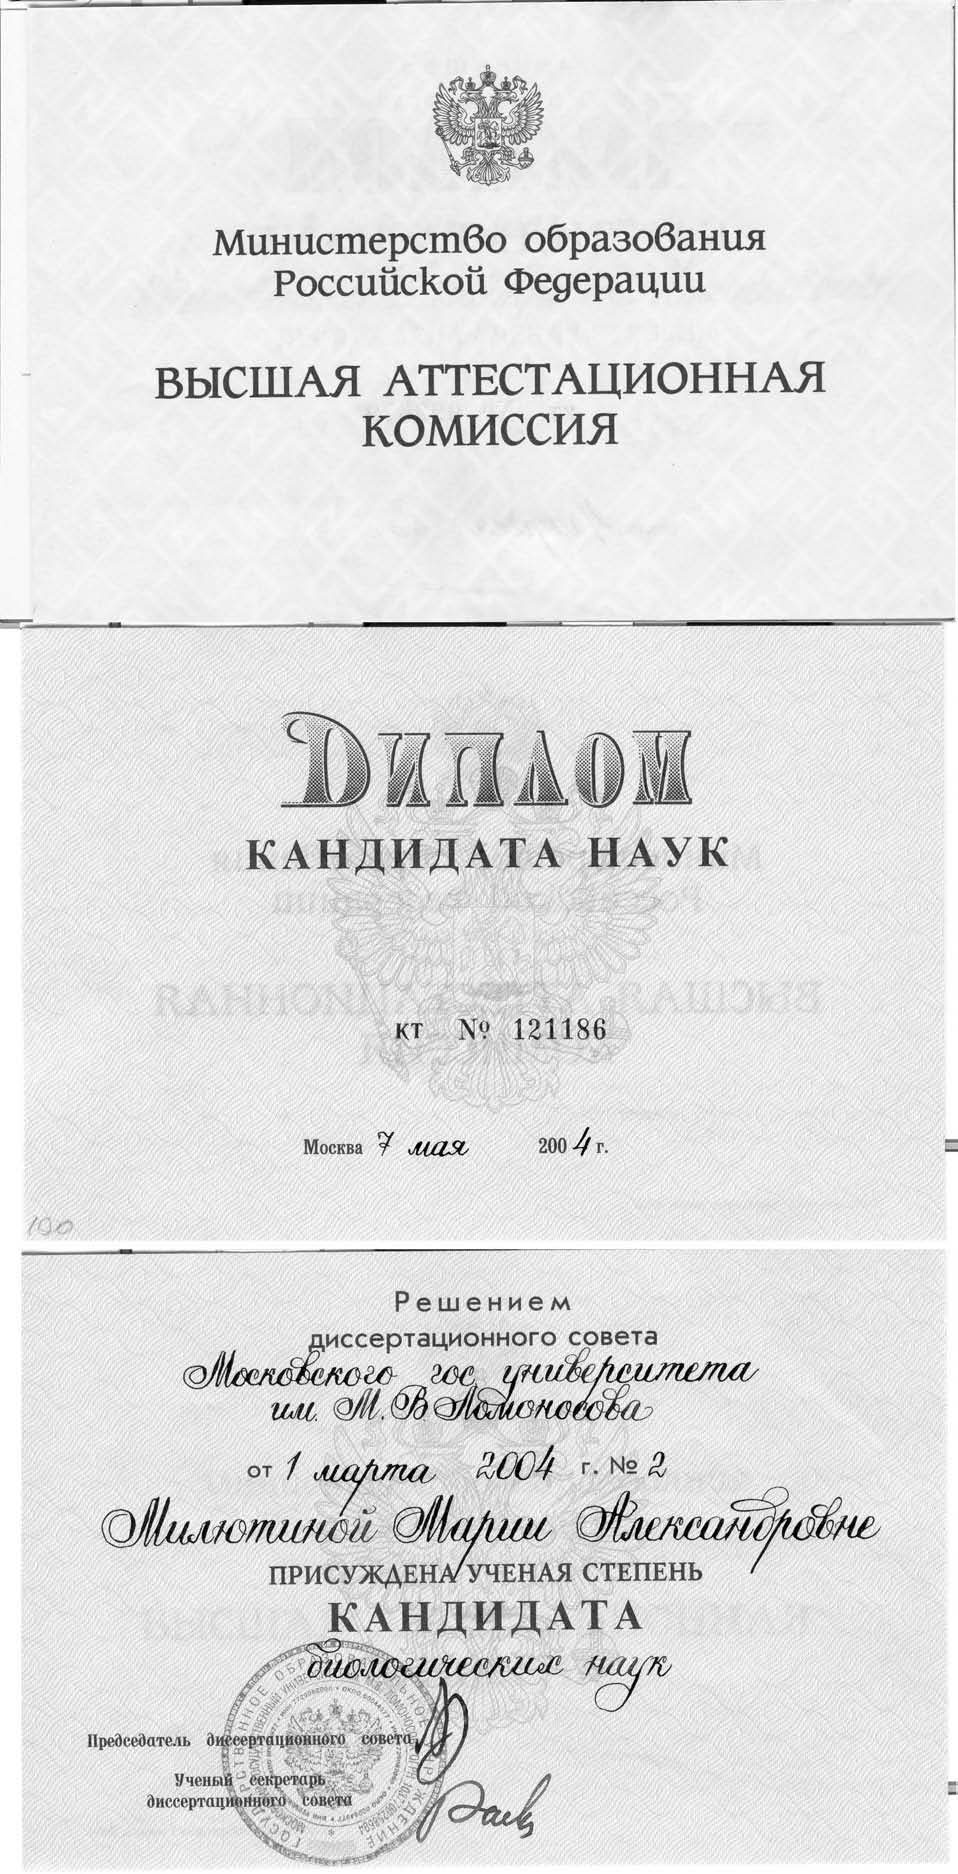 Министерство образования
Российской Федерации
ВЫСШАЯ АТТЕСТАЦИОННАЯ
КОМИССИЯ
Диплом
КАНДИДАТА НАУК
КТ № 121186
Москва 7 мая 2004 г.
190
Решением
диссертационного совета
Московского гос университета
им. М. В Ломоносова
от 1 марта 2004 г. № 2
Милютиной Марии Александровне
ПРИСУЖДЕНА УЧЕНАЯ СТЕПЕНЬ
КАНДИДАТА
биологических наук
Председатель диссертационного совета
Ученый секретарь
диссертационного совета